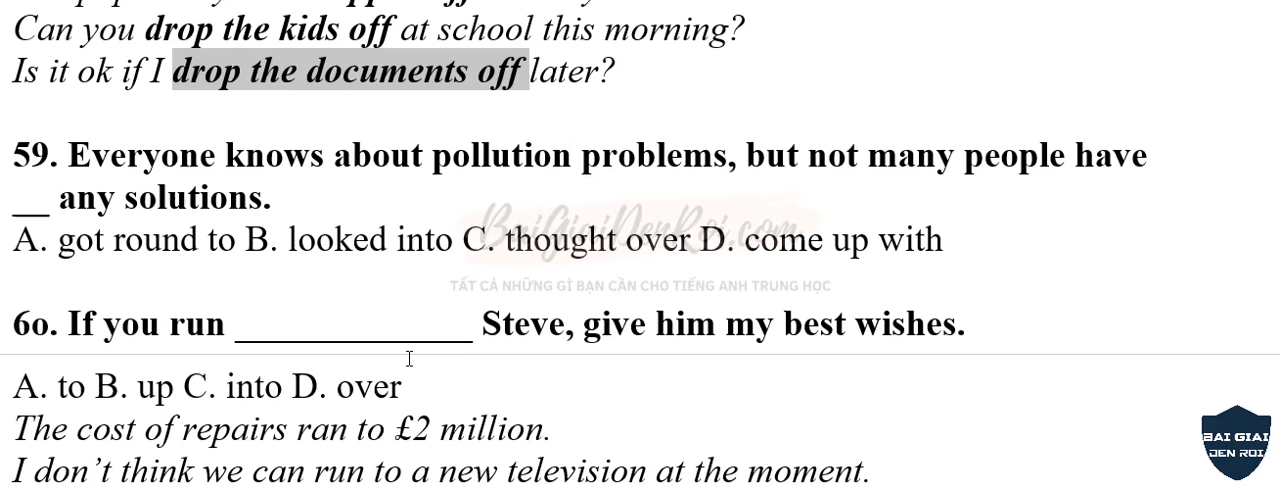 Can you drop the kids off at school this morning?
Is it ok if I drop the documents off later?
59. Everyone knows about pollution problems, but not many people have
__ any solutions.
A. got round to B. looked into C. thought over D. come up with
BaiGiaiDenRoi.com
TẤT CẢ NHỮNG GÌ BẠN CẦN CHO TIẾNG ANH TRUNG HỌC
6o. If you run _____________ Steve, give him my best wishes.
A. to B. up C. into D. over
The cost of repairs ran to £2 million.
I don't think we can run to a new television at the moment.
BAI GIAI
DEN ROI